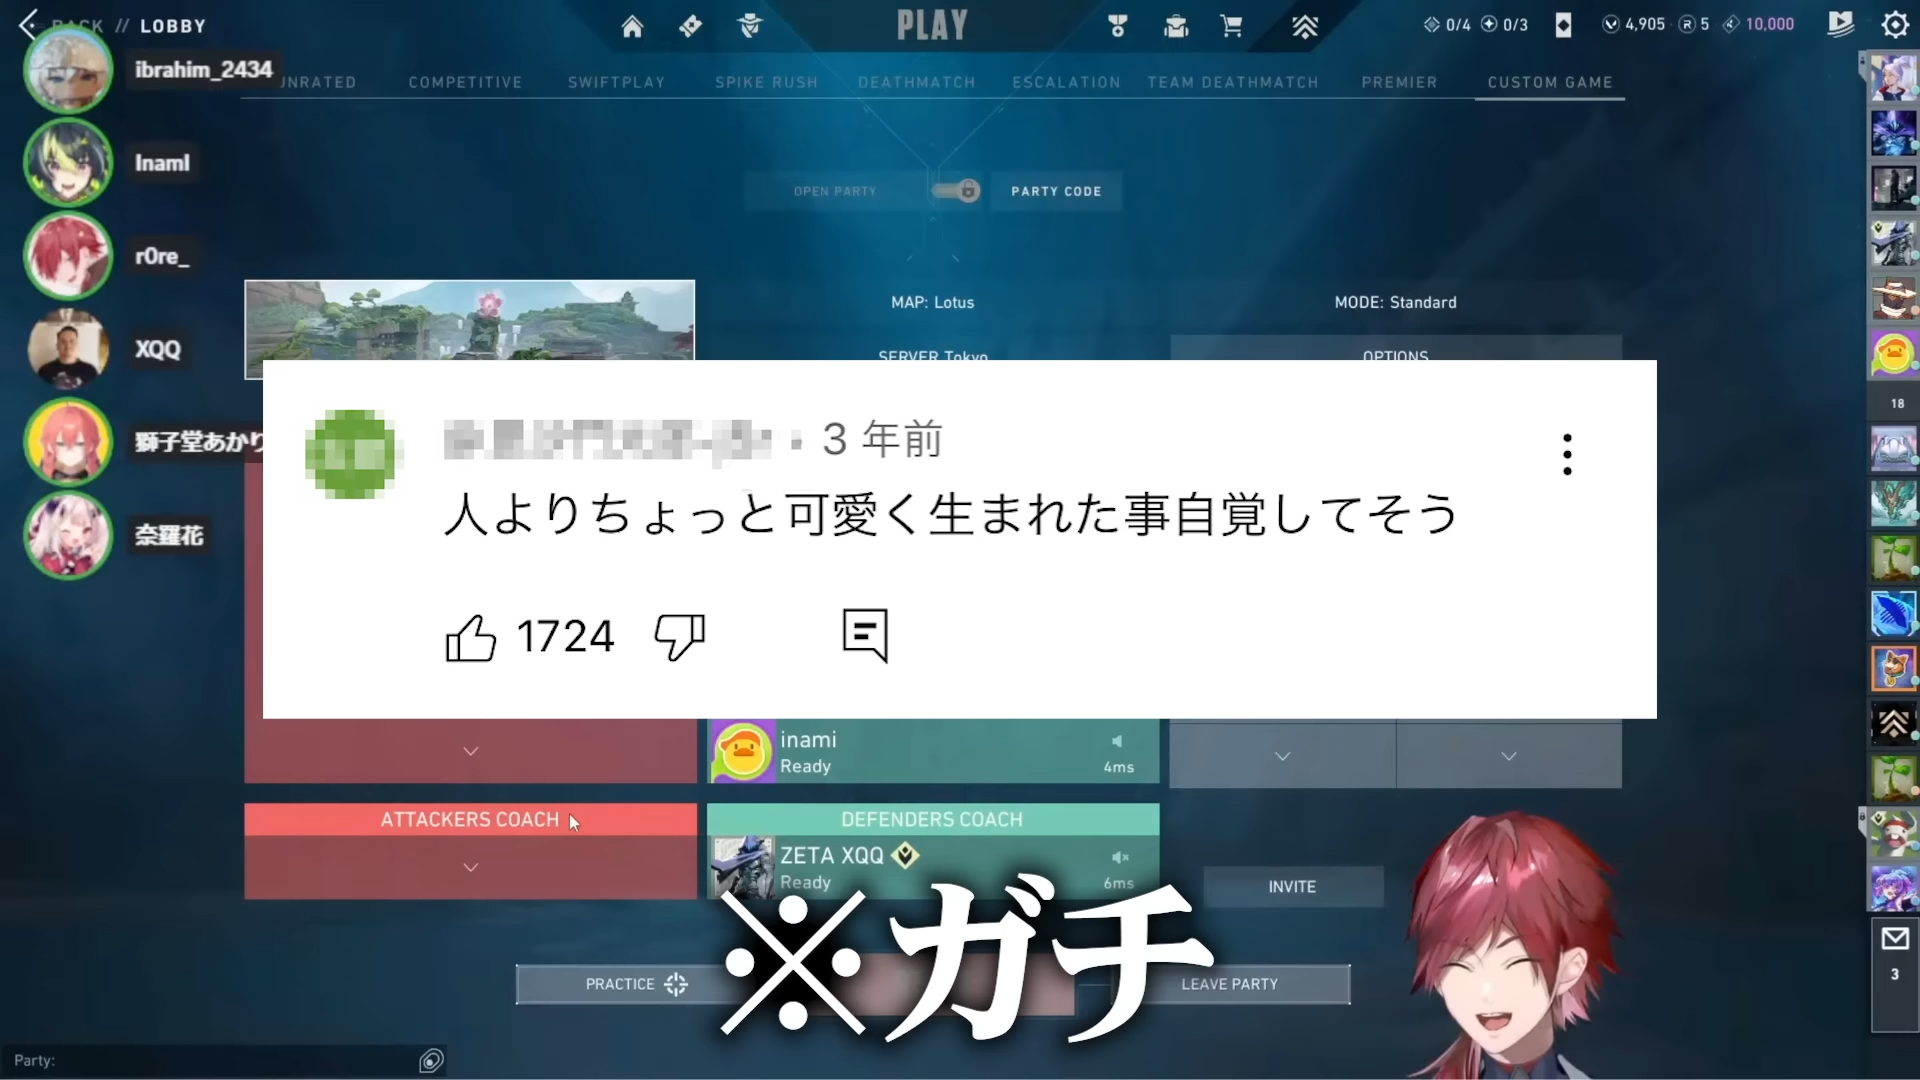 BACK // LOBBY
PLAY
0/4
0/3
4,905
5
10,000
ibrahim_2434
UNRATED
COMPETITIVE
SWIFTPLAY
SPIKE RUSH
DEATHMATCH
ESCALATION
TEAM DEATHMATCH
PREMIER
CUSTOM GAME
InamI
OPEN PARTY
PARTY CODE
r0re_
MAP: Lotus
MODE: Standard
XQQ
SERVER Tokyo
OPTIONS
18
獅子堂あかり
奈羅花
3 年前
人よりちょっと可愛く生まれた事自覚してそう
1724
inami
Ready
4ms
ATTACKERS COACH
DEFENDERS COACH
ZETA XQQ
Ready
6ms
INVITE
※ガチ
PRACTICE
LEAVE PARTY
3
Party: